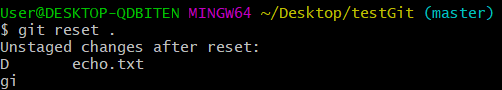 User@DESKTOP-QDBITEN MINGW64 ~/Desktop/testGit (master)
$ git reset .
Unstaged changes after reset:
D       echo.txt
gi